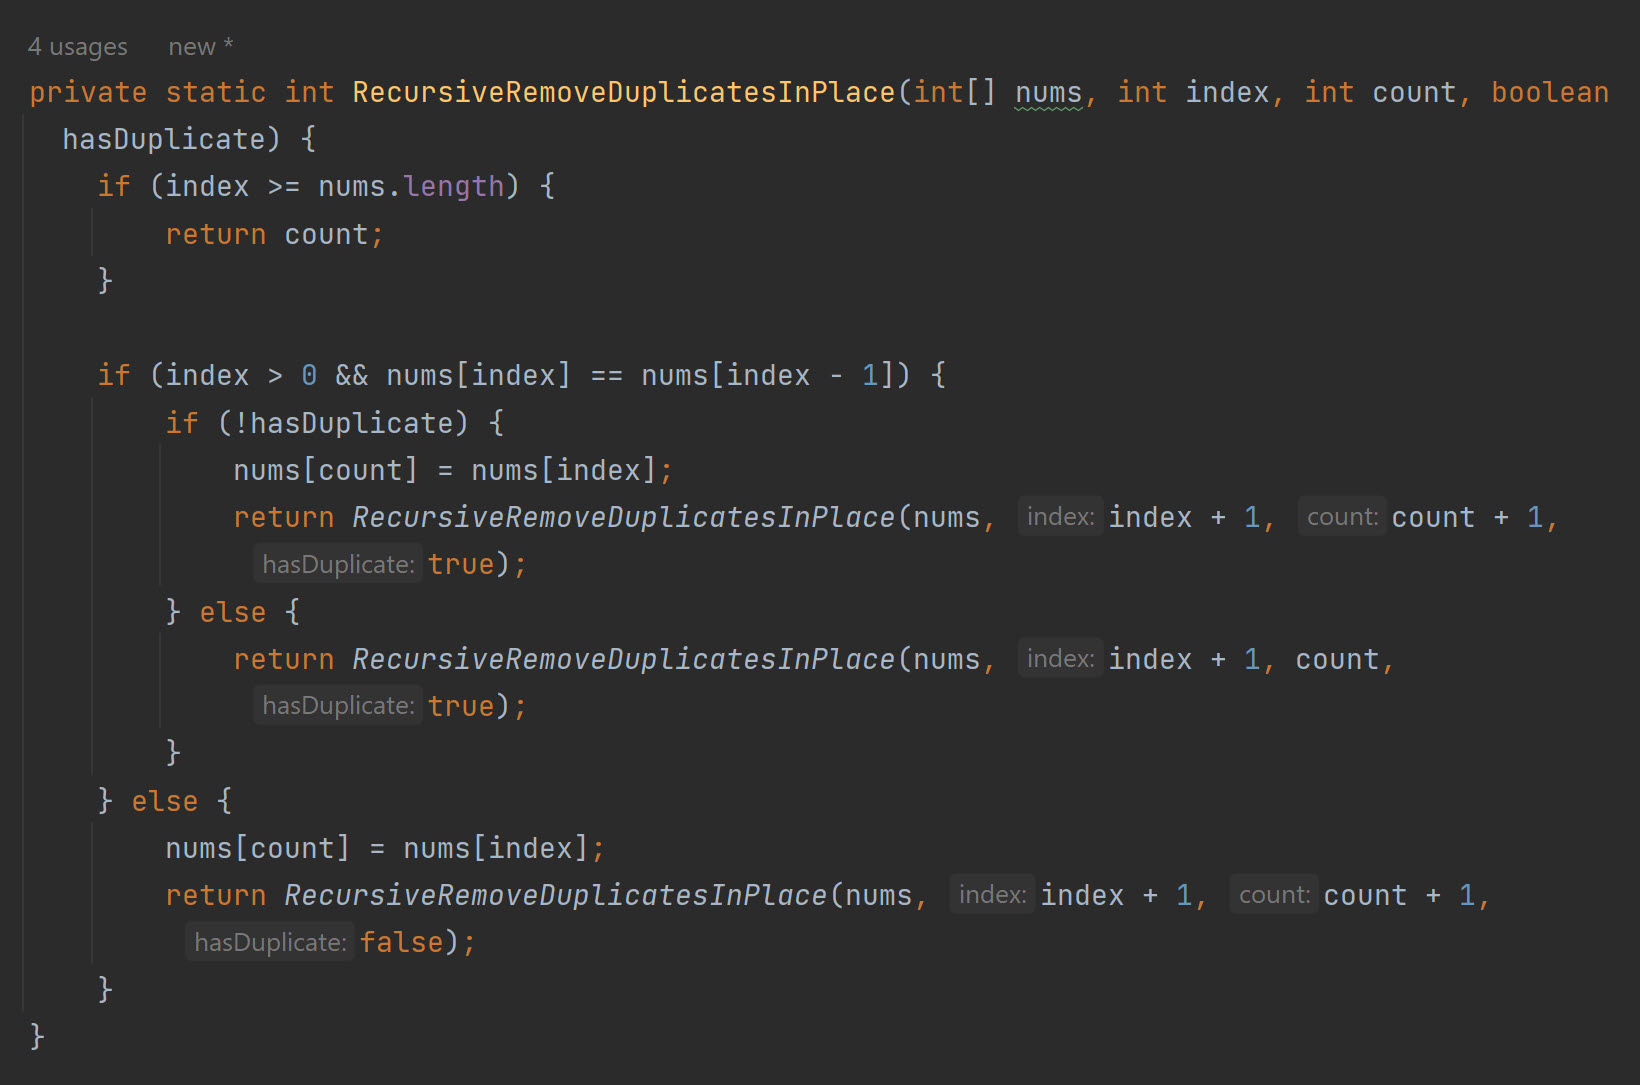 4 usages new *
private static int RecursiveRemoveDuplicatesInPlace(int[] nums, int index, int count, boolean
hasDuplicate) {
if (index >= nums.length) {
return count;
}
if (index > 0 && nums[index] == nums[index - 1]) {
if (!hasDuplicate) {
nums[count] = nums[index];
return RecursiveRemoveDuplicatesInPlace(nums, index: index + 1, count: count + 1,
hasDuplicate: true);
} else {
return RecursiveRemoveDuplicatesInPlace(nums, index: index + 1, count,
hasDuplicate: true);
}
} else {
nums[count] = nums[index];
return RecursiveRemoveDuplicatesInPlace(nums, index: index + 1, count: count + 1,
hasDuplicate: false);
}
}